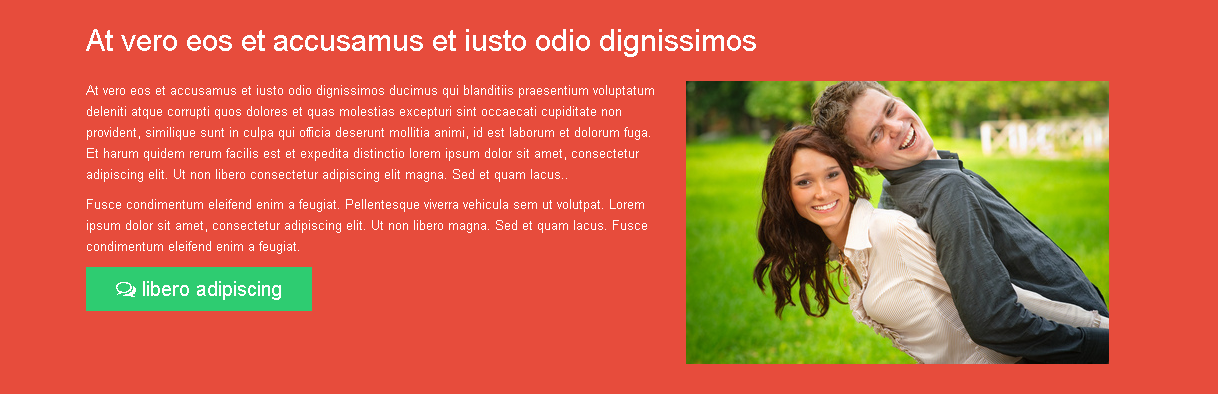 At vero eos et accusamus et iusto odio dignissimos
At vero eos et accusamus et iusto odio dignissimos ducimus qui blanditiis praesentium voluptatum
deleniti atque corrupti quos dolores et quas molestias excepturi sint occaecati cupiditate non
provident, similique sunt in culpa qui officia deserunt mollitia animi, id est laborum et dolorum fuga.
Et harum quidem rerum facilis est et expedita distinctio lorem ipsum dolor sit amet, consectetur
adipiscing elit. Ut non libero consectetur adipiscing elit magna. Sed et quam lacus..
Fusce condimentum eleifend enim a feugiat. Pellentesque viverra vehicula sem ut volutpat. Lorem
ipsum dolor sit amet, consectetur adipiscing elit. Ut non libero magna. Sed et quam lacus. Fusce
condimentum eleifend enim a feugiat.
libero adipiscing